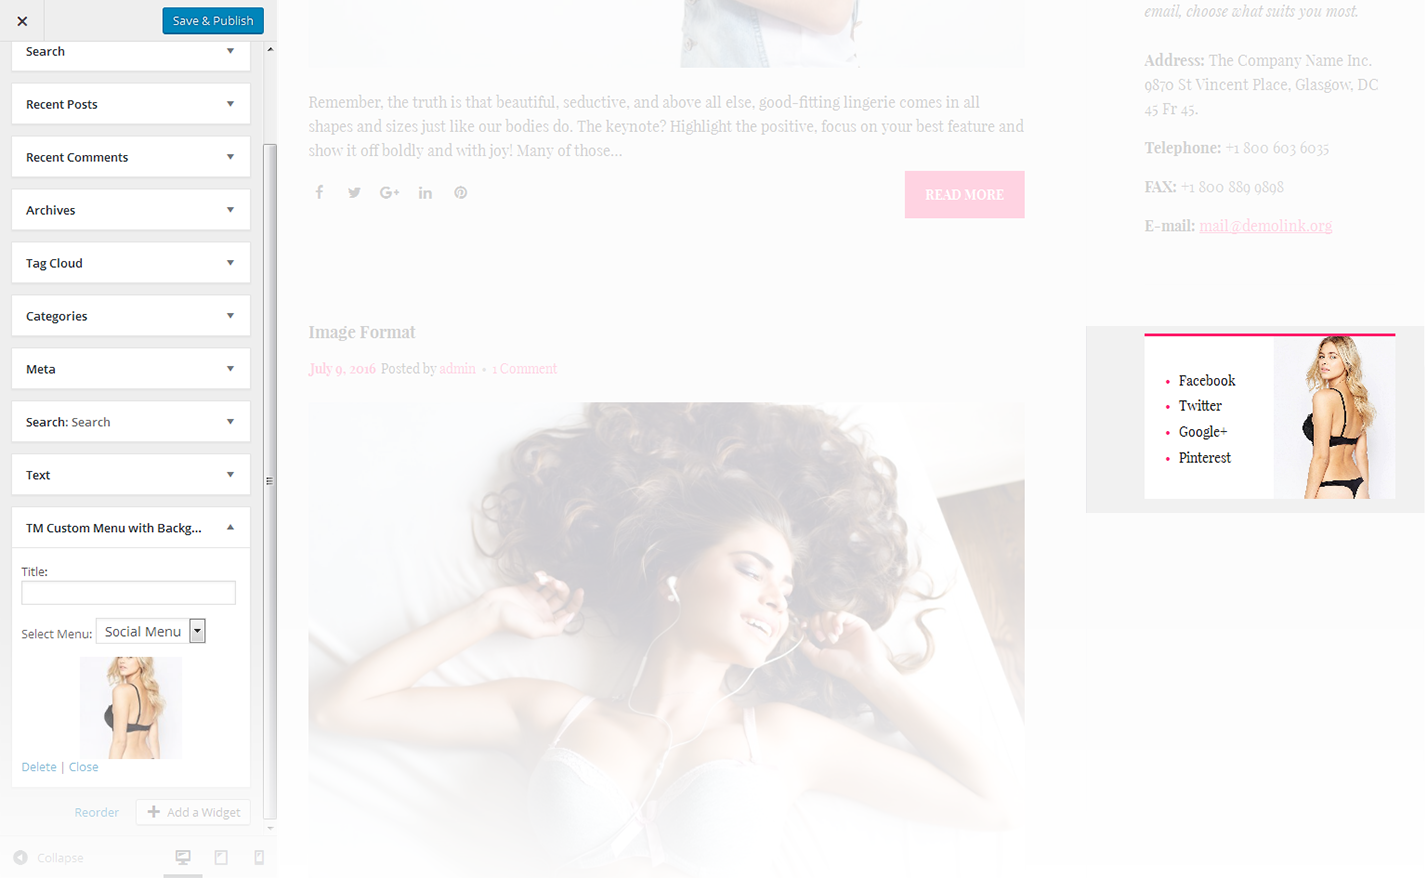 Save & Publish
Search
Recent Posts
Recent Comments
Archives
Tag Cloud
Categories
Meta
Search: Search
Text
TM Custom Menu with Backg...
Title:
Select Menu: Social Menu
Delete | Close
Reorder
Add a Widget
Collapse
Remember, the truth is that beautiful, seductive, and above all else, good-fitting lingerie comes in all
shapes and sizes just like our bodies do. The keynote? Highlight the positive, focus on your best feature and
show it off boldly and with joy! Many of those...
READ MORE
Image Format
July 9, 2016 Posted by admin • 1 Comment
email, choose what suits you most.
Address: The Company Name Inc.
9870 St Vincent Place, Glasgow, DC
45 Fr 45.
Telephone: +1 800 603 6035
FAX: +1 800 889 9898
E-mail: mail@demolink.org
• Facebook
• Twitter
• Google+
• Pinterest